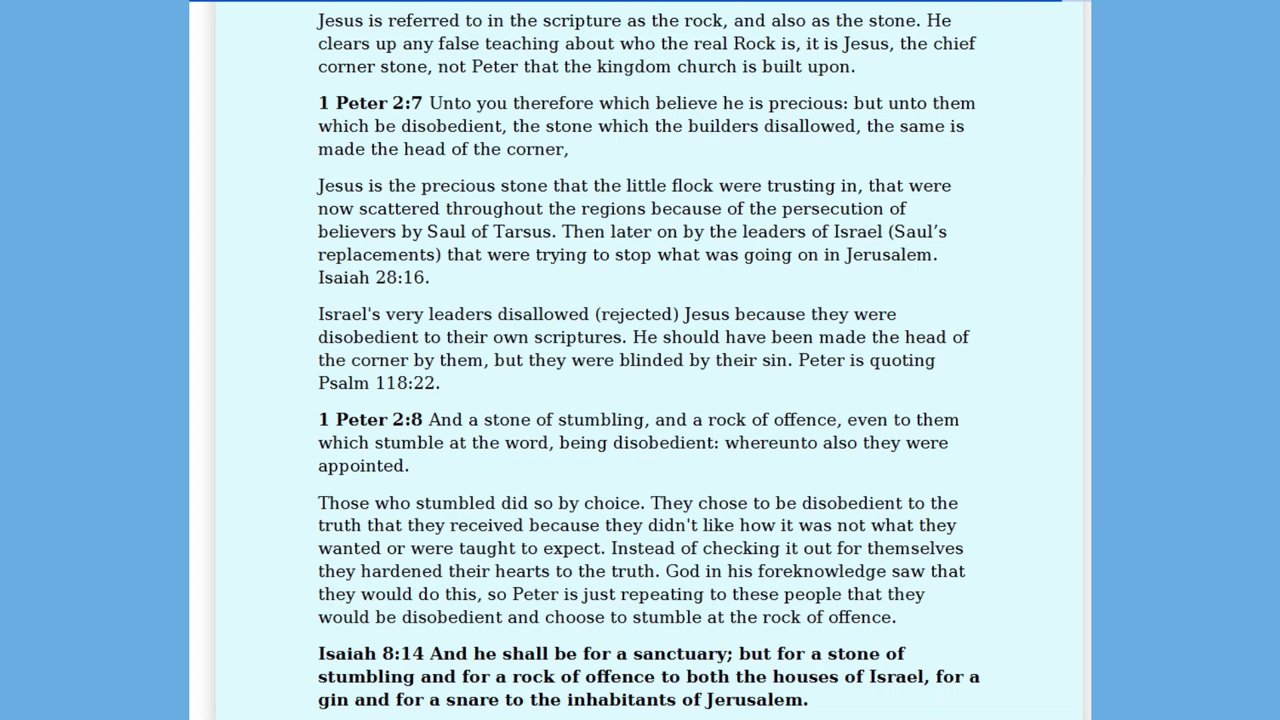 Jesus is referred to in the scripture as the rock, and also as the stone. He
clears up any false teaching about who the real Rock is, it is Jesus, the chief
corner stone, not Peter that the kingdom church is built upon.
1 Peter 2:7 Unto you therefore which believe he is precious: but unto them
which be disobedient, the stone which the builders disallowed, the same is
made the head of the corner,
Jesus is the precious stone that the little flock were trusting in, that were
now scattered throughout the regions because of the persecution of
believers by Saul of Tarsus. Then later on by the leaders of Israel (Saul’s
replacements) that were trying to stop what was going on in Jerusalem.
Isaiah 28:16.
Israel's very leaders disallowed (rejected) Jesus because they were
disobedient to their own scriptures. He should have been made the head of
the corner by them, but they were blinded by their sin. Peter is quoting
Psalm 118:22.
1 Peter 2:8 And a stone of stumbling, and a rock of offence, even to them
which stumble at the word, being disobedient: whereunto also they were
appointed.
Those who stumbled did so by choice. They chose to be disobedient to the
truth that they received because they didn't like how it was not what they
wanted or were taught to expect. Instead of checking it out for themselves
they hardened their hearts to the truth. God in his foreknowledge saw that
they would do this, so Peter is just repeating to these people that they
would be disobedient and choose to stumble at the rock of offence.
Isaiah 8:14 And he shall be for a sanctuary; but for a stone of
stumbling and for a rock of offence to both the houses of Israel, for a
gin and for a snare to the inhabitants of Jerusalem.